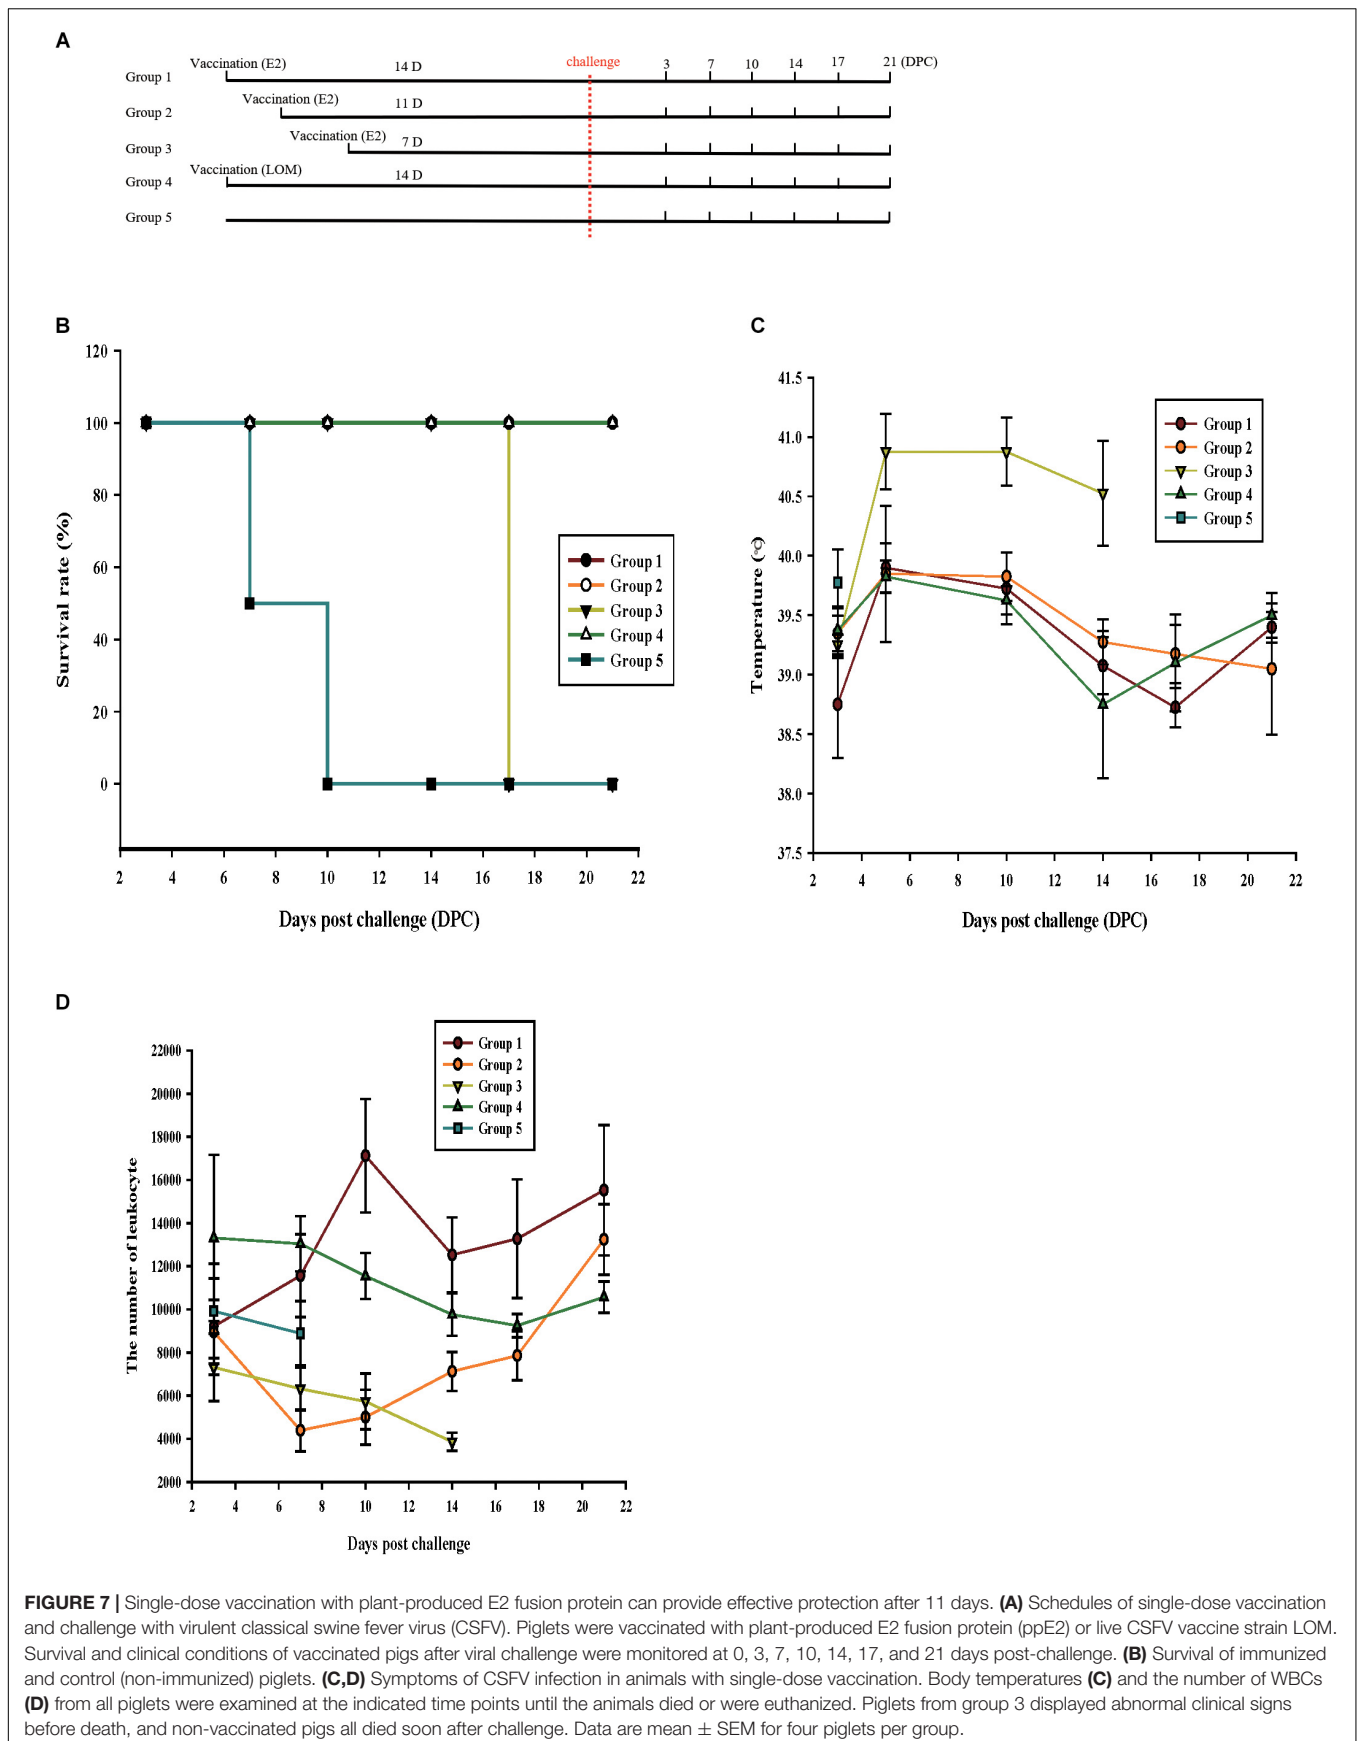 A
Vaccination (E2) 14 D challenge 3 7 10 14 17 21 (DPC)
Group 1
Vaccination (E2) 11 D
Group 2
Vaccination (E2) 7 D
Group 3
Vaccination (LOM) 14 D
Group 4
Group 5
B
120
100
80
60
40
20
0
Survival rate (%)
Group 1
Group 2
Group 3
Group 4
Group 5
2 4 6 8 10 12 14 16 18 20 22
Days post challenge (DPC)
C
41.5
41.0
40.5
40.0
39.5
39.0
38.5
38.0
37.5
Temperature (℃)
Group 1
Group 2
Group 3
Group 4
Group 5
2 4 6 8 10 12 14 16 18 20 22
Days post challenge (DPC)
D
22000
20000
18000
16000
14000
12000
10000
8000
6000
4000
2000
The number of leukocyte
Group 1
Group 2
Group 3
Group 4
Group 5
2 4 6 8 10 12 14 16 18 20 22
Days post challenge
FIGURE 7 | Single-dose vaccination with plant-produced E2 fusion protein can provide effective protection after 11 days. (A) Schedules of single-dose vaccination
and challenge with virulent classical swine fever virus (CSFV). Piglets were vaccinated with plant-produced E2 fusion protein (ppE2) or live CSFV vaccine strain LOM.
Survival and clinical conditions of vaccinated pigs after viral challenge were monitored at 0, 3, 7, 10, 14, 17, and 21 days post-challenge. (B) Survival of immunized
and control (non-immunized) piglets. (C,D) Symptoms of CSFV infection in animals with single-dose vaccination. Body temperatures (C) and the number of WBCs
(D) from all piglets were examined at the indicated time points until the animals died or were euthanized. Piglets from group 3 displayed abnormal clinical signs
before death, and non-vaccinated pigs all died soon after challenge. Data are mean ± SEM for four piglets per group.